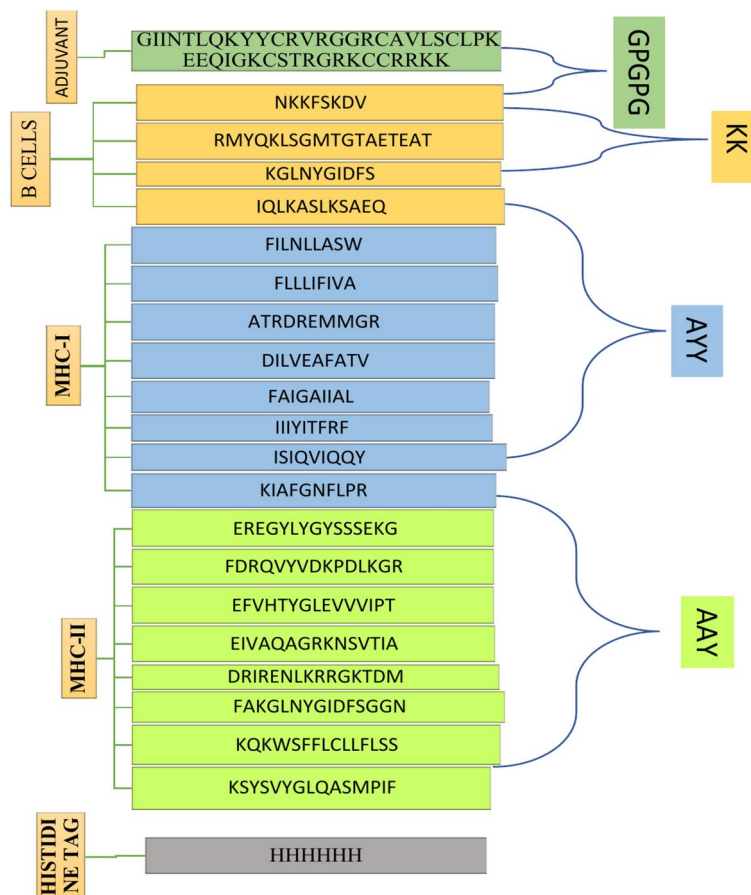 ADJUVANT
GIINTLQKYYCRVRGGRCAVLSCLPK
EEQIGKCSTRGRKCCRRKK
GPGPG
B CELLS
NKKFSKDV
RMYQKLSGMTGTAETEAT
KGLNYGIDFS
IQLKASLKSAEQ
KK
MHC-I
FILNLLASW
FLLLIFIVA
ATRDREMMGR
DILVEAFATV
FAIGAIIAL
IIIYITFRF
ISIQVIQQY
KIAFGNFLPR
AYY
MHC-II
EREGYLYGYSSSEKG
FDRQVYVDKPDLKGR
EFVHTYGLEVVVIPT
EIVAQAGRKNSVTIA
DRIRENLKRRGKTDM
FAKGLNYGIDFSGGN
KQKWSFFLCLLFLSS
KSYSVYGLQASMPIF
AAY
HISTIDI
NE TAG
HHHHHH